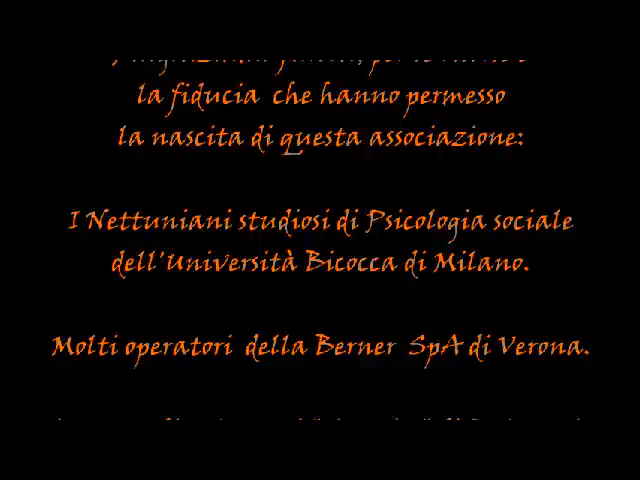 la fiducia che hanno permesso
la nascita di questa associazione:
I Nettuniani studiosi di Psicologia sociale
dell'Università Bicocca di Milano.
Molti operatori della Berner SpA di Verona.